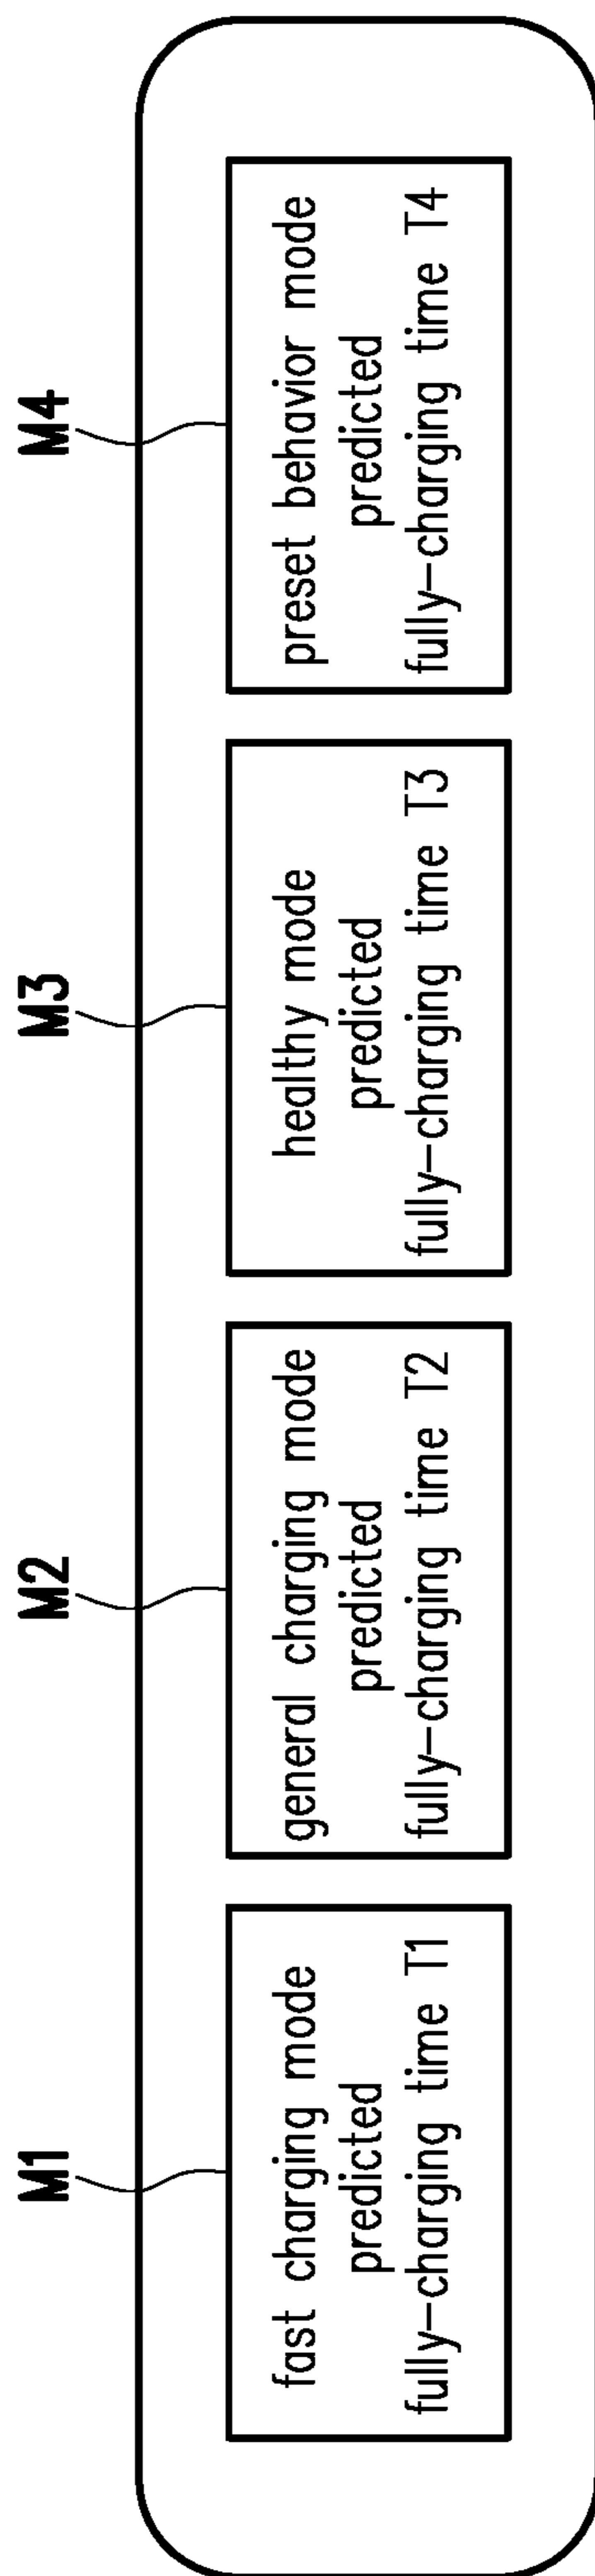 M1
fast charging mode
predicted
fully-charging time T1
M2
general charging mode
predicted
fully-charging time T2
M3
healthy mode
predicted
fully-charging time T3
M4
preset behavior mode
predicted
fully-charging time T4